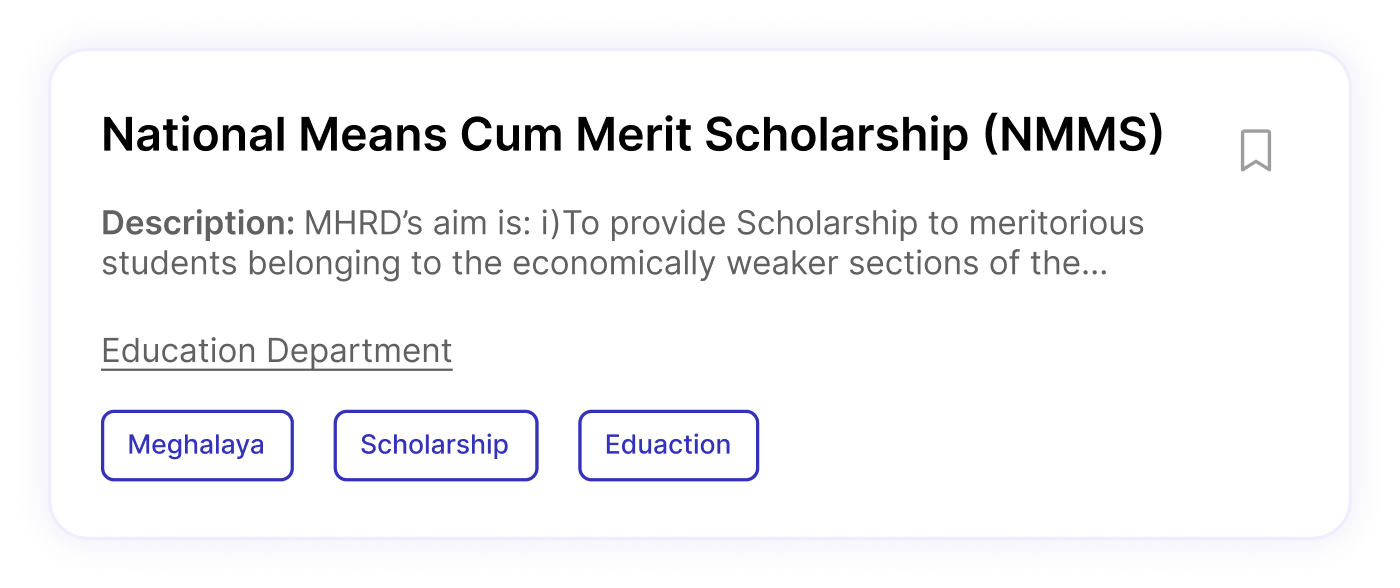 National Means Cum Merit Scholarship (NMMS)
Description: MHRD’s aim is: i)To provide Scholarship to meritorious
students belonging to the economically weaker sections of the...
Education Department
Meghalaya Scholarship Eduaction